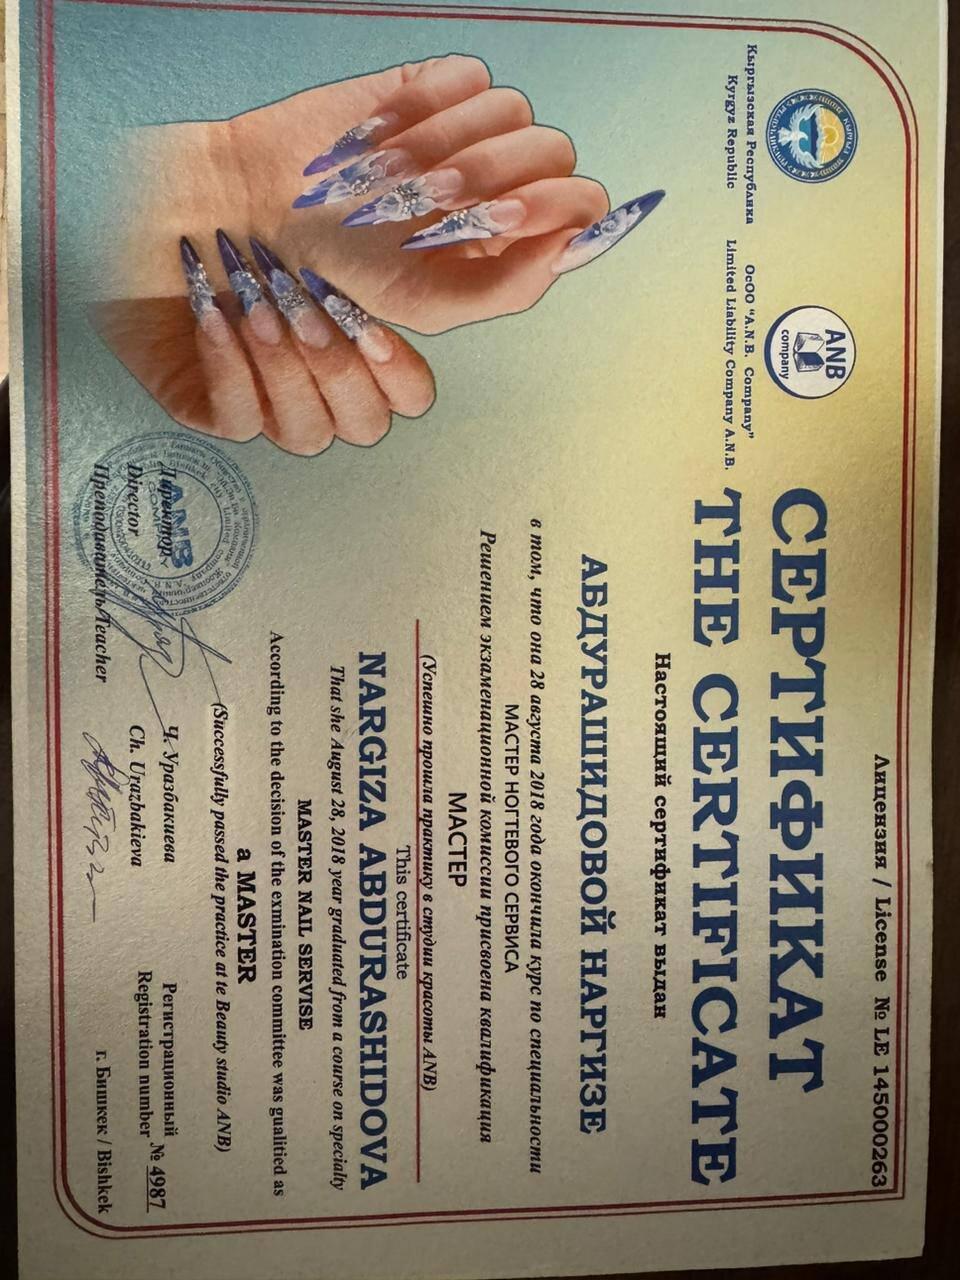 Лицензия / License № LE 145000263
ANB
company
Кыргызская Республика
Kyrgyz Republic
ОсОО "A.N.B. Company"
Limited Liability Company A.N.B.
СЕРТИФИКАТ
THE CERTIFICATE
Настоящий сертификат выдан
АБДУРАШИДОВОЙ НАРГИЗЕ
в том, что она 28 августа 2018 года окончила курс по специальности
МАСТЕР НОГТЕВОГО СЕРВИСА
Решением экзаменационной комиссии присвоена квалификация
МАСТЕР
(Успешно прошла практику в студии красоты ANB)
This certificate
NARGIZA ABDURASHIDOVA
That she August 28, 2018 year graduated from a course on specialty
MASTER NAIL SERVISE
According to the decision of the exmination committee was gualitied as
a MASTER
(Successfully passed the practice at te Beauty studio ANB)
Директор Ч. Уразбакиева
Director Ch. Urazbakieva
Преподаватель/Teacher
Регистрационный
Registration number № 4987
г. Бишкек / Bishkek